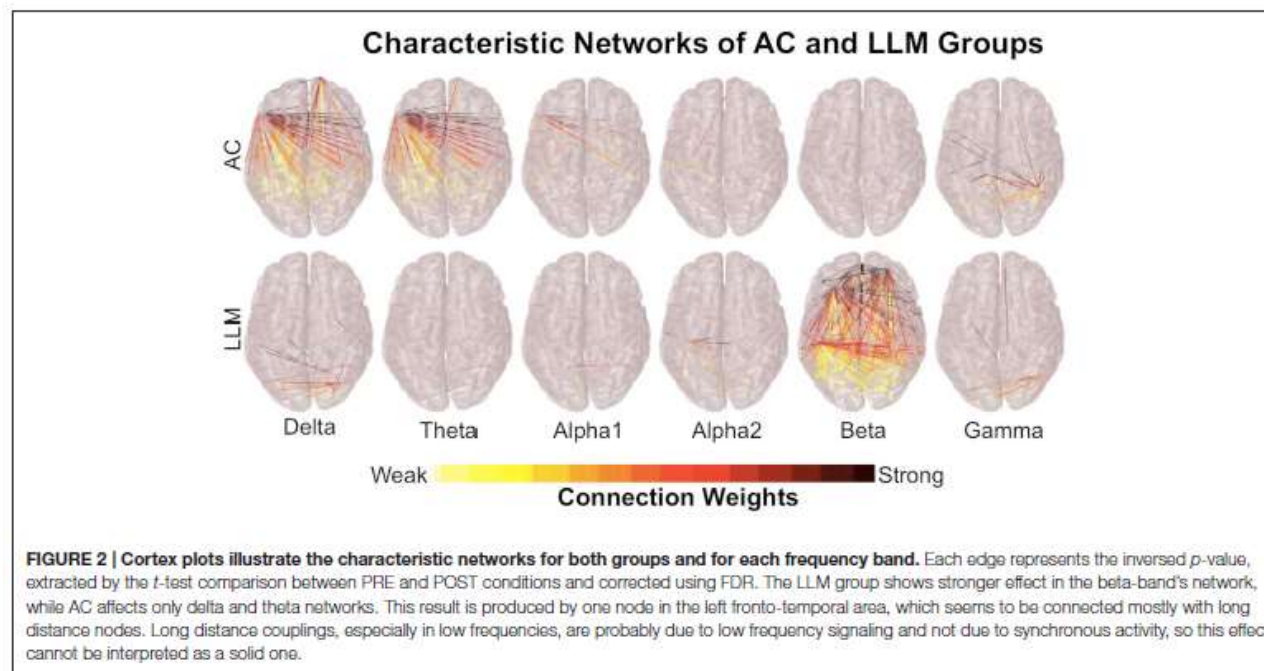 Characteristic Networks of AC and LLM Groups
AC
LLM
Delta Theta Alpha1 Alpha2 Beta Gamma
Weak Strong
Connection Weights
FIGURE 2 | Cortex plots illustrate the characteristic networks for both groups and for each frequency band. Each edge represents the inversed p-value,
extracted by the t-test comparison between PRE and POST conditions and corrected using FDR. The LLM group shows stronger effect in the beta-band's network,
while AC affects only delta and theta networks. This result is produced by one node in the left fronto-temporal area, which seems to be connected mostly with long
distance nodes. Long distance couplings, especially in low frequencies, are probably due to low frequency signaling and not due to synchronous activity, so this effect
cannot be interpreted as a solid one.